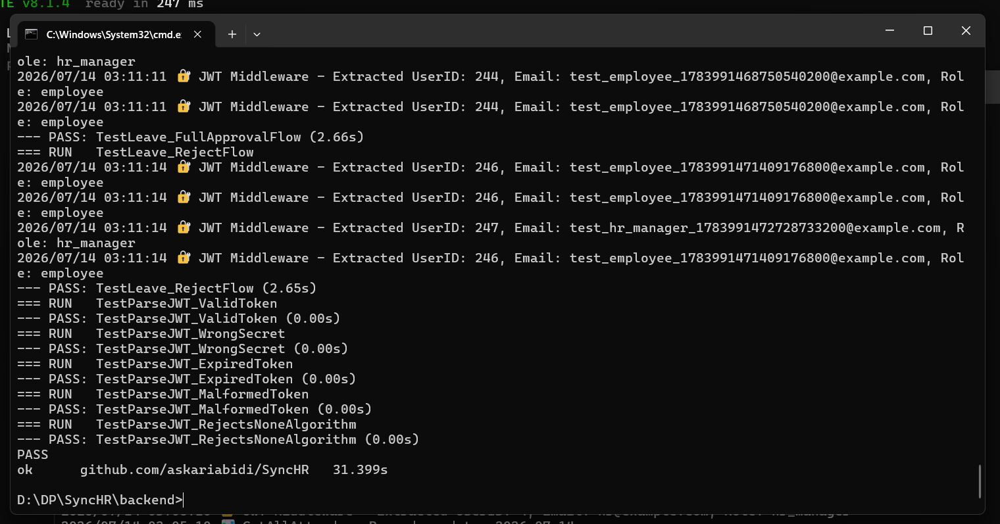 TE v8.1.4 ready in 247 ms
C:\Windows\System32\cmd.e
ole: hr_manager
2026/07/14 03:11:11 🔐 JWT Middleware - Extracted UserID: 244, Email: test_employee_1783991468750540200@example.com, Rol
e: employee
2026/07/14 03:11:11 🔐 JWT Middleware - Extracted UserID: 244, Email: test_employee_1783991468750540200@example.com, Rol
e: employee
--- PASS: TestLeave_FullApprovalFlow (2.66s)
=== RUN   TestLeave_RejectFlow
2026/07/14 03:11:14 🔐 JWT Middleware - Extracted UserID: 246, Email: test_employee_1783991471409176800@example.com, Rol
e: employee
2026/07/14 03:11:14 🔐 JWT Middleware - Extracted UserID: 246, Email: test_employee_1783991471409176800@example.com, Rol
e: employee
2026/07/14 03:11:14 🔐 JWT Middleware - Extracted UserID: 247, Email: test_hr_manager_1783991472728733200@example.com, R
ole: hr_manager
2026/07/14 03:11:14 🔐 JWT Middleware - Extracted UserID: 246, Email: test_employee_1783991471409176800@example.com, Rol
e: employee
--- PASS: TestLeave_RejectFlow (2.65s)
=== RUN   TestParseJWT_ValidToken
--- PASS: TestParseJWT_ValidToken (0.00s)
=== RUN   TestParseJWT_WrongSecret
--- PASS: TestParseJWT_WrongSecret (0.00s)
=== RUN   TestParseJWT_ExpiredToken
--- PASS: TestParseJWT_ExpiredToken (0.00s)
=== RUN   TestParseJWT_MalformedToken
--- PASS: TestParseJWT_MalformedToken (0.00s)
=== RUN   TestParseJWT_RejectsNoneAlgorithm
--- PASS: TestParseJWT_RejectsNoneAlgorithm (0.00s)
PASS
ok      github.com/askariabidi/SyncHR   31.399s
D:\DP\SyncHR\backend>